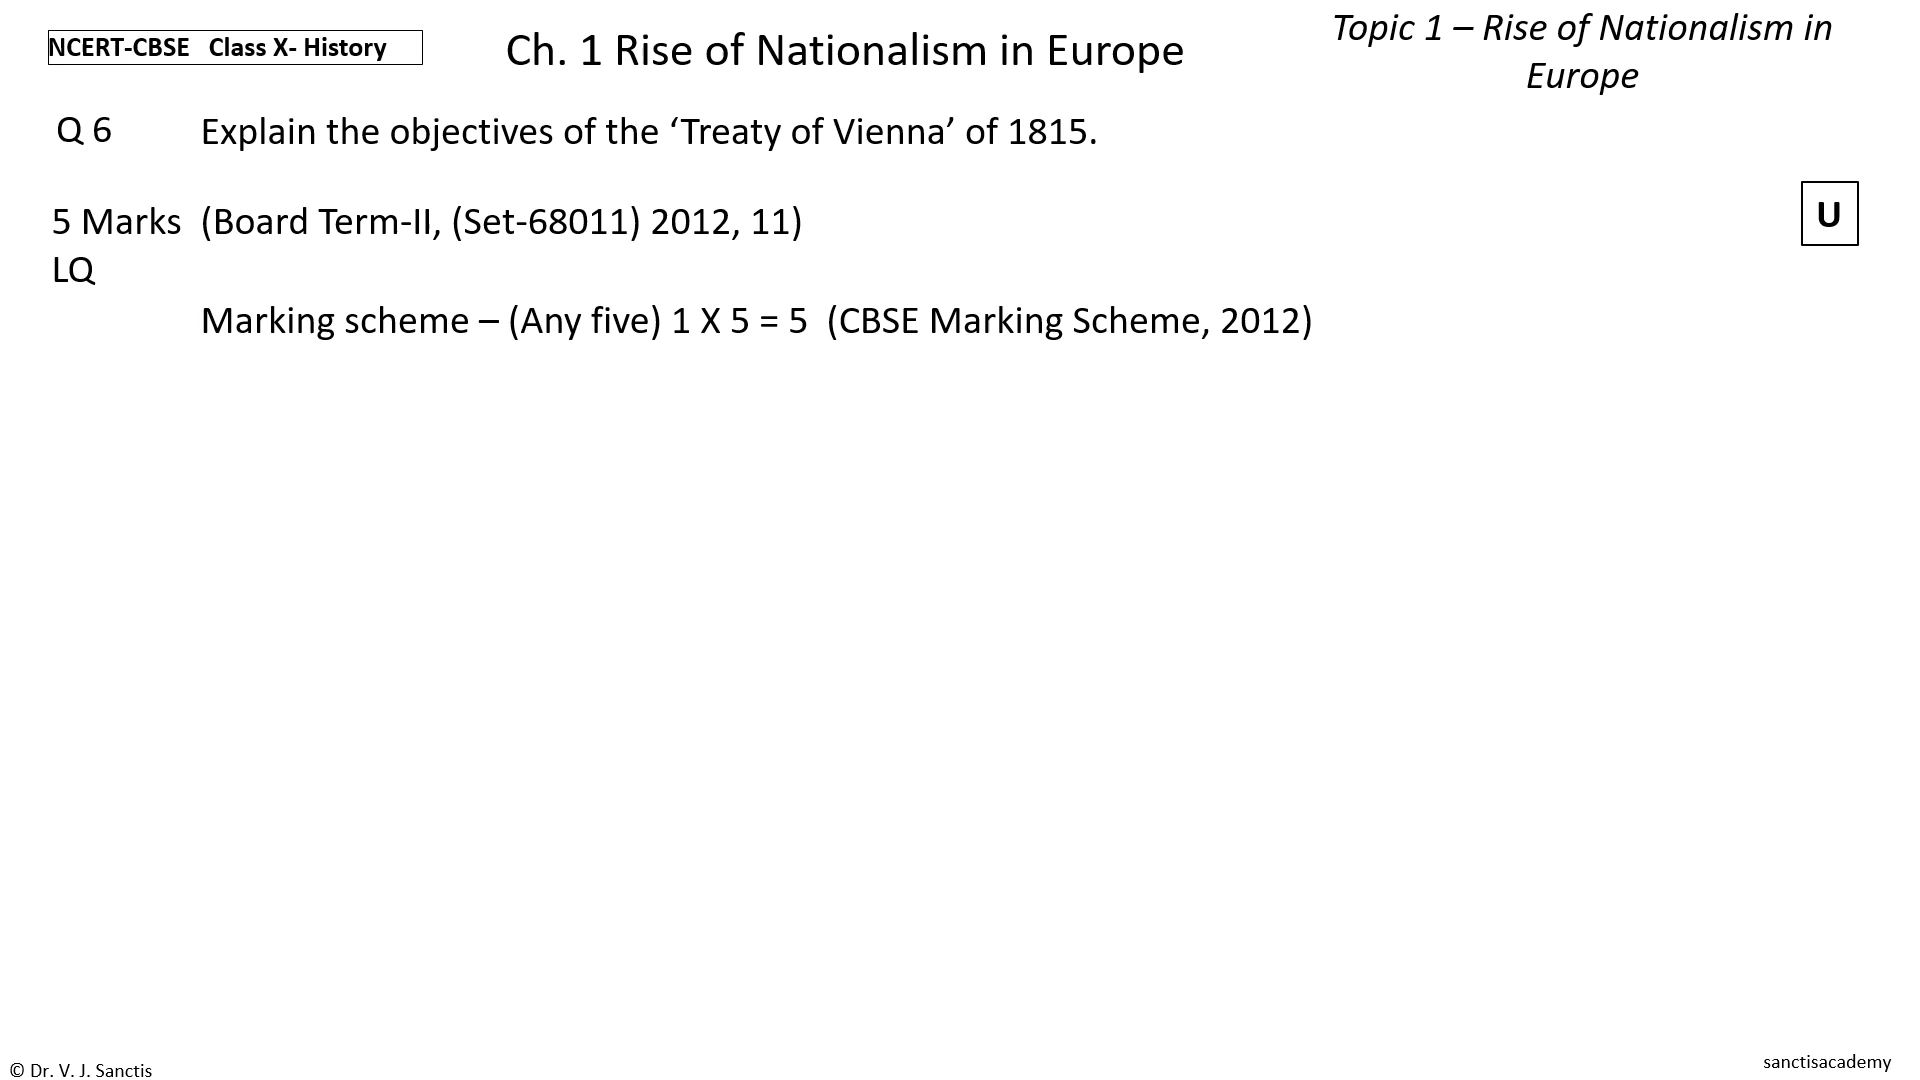 NCERT-CBSE Class X- History
Ch. 1 Rise of Nationalism in Europe
Topic 1 – Rise of Nationalism in
Europe
Q 6 Explain the objectives of the ‘Treaty of Vienna’ of 1815.
5 Marks (Board Term-II, (Set-68011) 2012, 11)
U
LQ
Marking scheme – (Any five) 1 X 5 = 5 (CBSE Marking Scheme, 2012)
© Dr. V. J. Sanctis
sanctisacademy